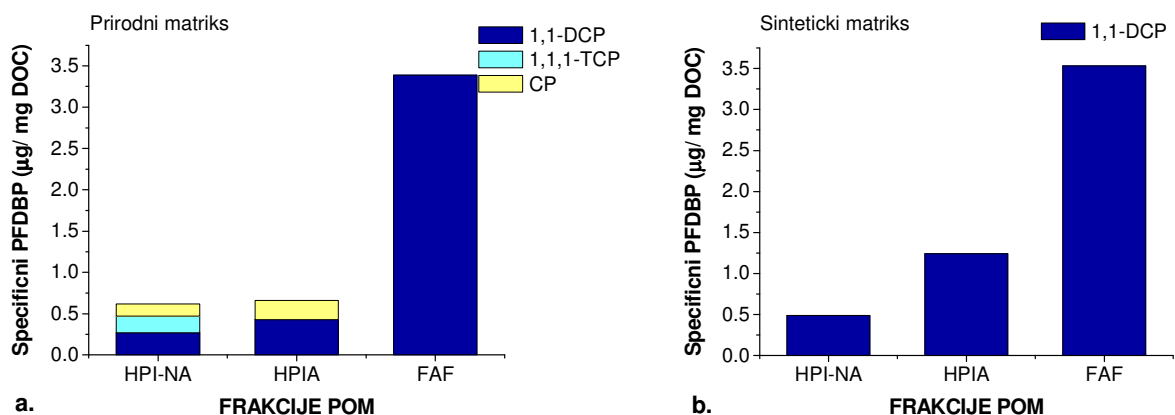 Prirodni matriks
1,1-DCP
1,1,1-TCP
CP
Specificni PFDBP (µg/ mg DOC)
3.5
3.0
2.5
2.0
1.5
1.0
0.5
0.0
HPI-NA HPIA FAF
a. FRAKCIJE POM
Sinteticki matriks
1,1-DCP
Specificni PFDBP (µg/ mg DOC)
3.5
3.0
2.5
2.0
1.5
1.0
0.5
0.0
HPI-NA HPIA FAF
b. FRAKCIJE POM